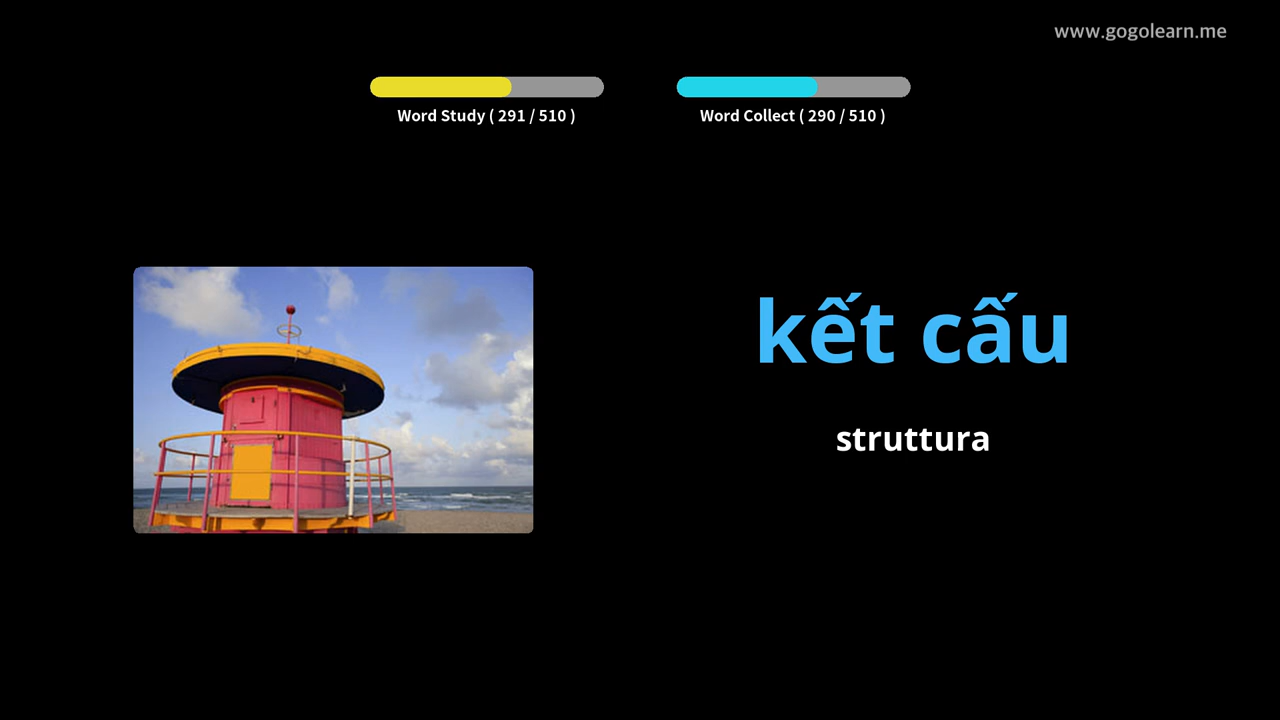 www.gogolearn.me
Word Study ( 291 / 510 )
Word Collect ( 290 / 510 )
kết cấu
struttura